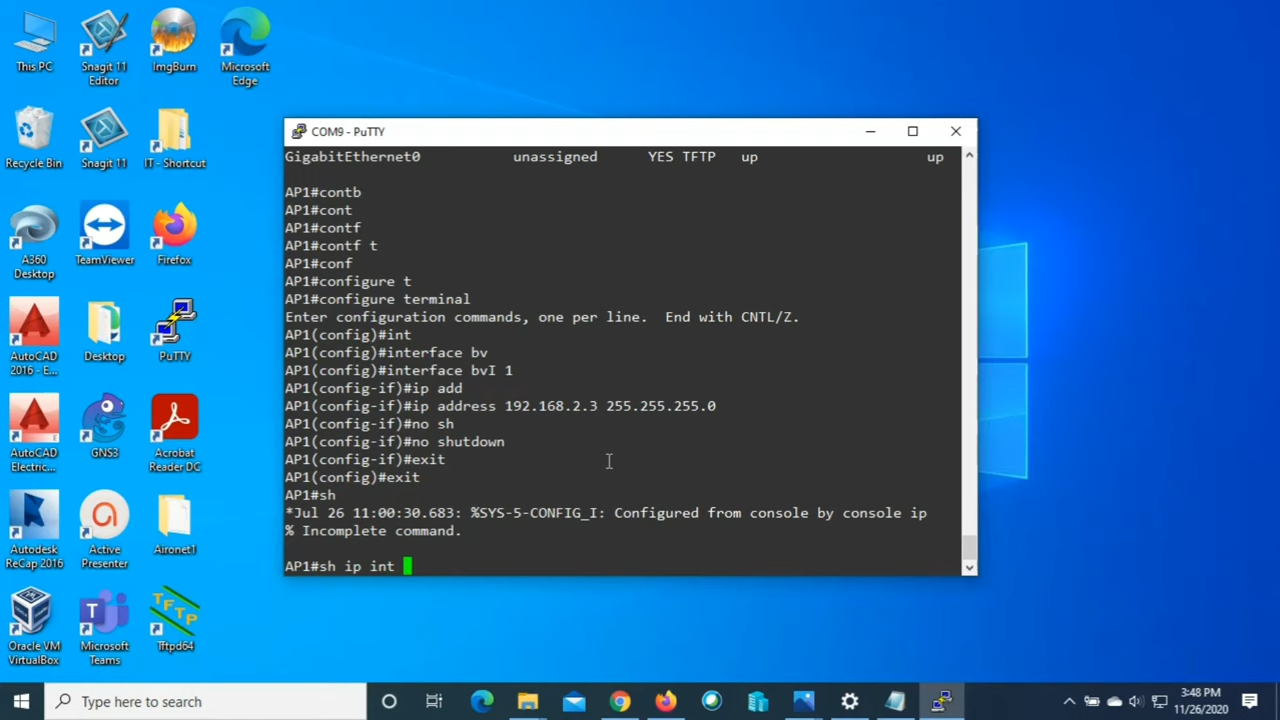 This PC
Snagit 11
Editor
ImgBurn
Microsoft
Edge
Recycle Bin
Snagit 11
IT - Shortcut
A360
Desktop
TeamViewer
Firefox
AutoCAD
2016 - E...
Desktop
PuTTY
AutoCAD
Electric...
GNS3
Acrobat
Reader DC
Autodesk
ReCap 2016
Active
Presenter
Aironet1
Oracle VM
VirtualBox
Microsoft
Teams
Tftpd64
COM9 - PuTTY
GigabitEthernet0 unassigned YES TFTP up up
AP1#contb
AP1#cont
AP1#contf
AP1#contf t
AP1#conf
AP1#configure t
AP1#configure terminal
Enter configuration commands, one per line. End with CNTL/Z.
AP1(config)#int
AP1(config)#interface bv
AP1(config)#interface bvI 1
AP1(config-if)#ip add
AP1(config-if)#ip address 192.168.2.3 255.255.255.0
AP1(config-if)#no sh
AP1(config-if)#no shutdown
AP1(config-if)#exit
AP1(config)#exit
AP1#sh
*Jul 26 11:00:30.683: %SYS-5-CONFIG_I: Configured from console by console ip
% Incomplete command.
AP1#sh ip int
Type here to search
3:48 PM
11/26/2020